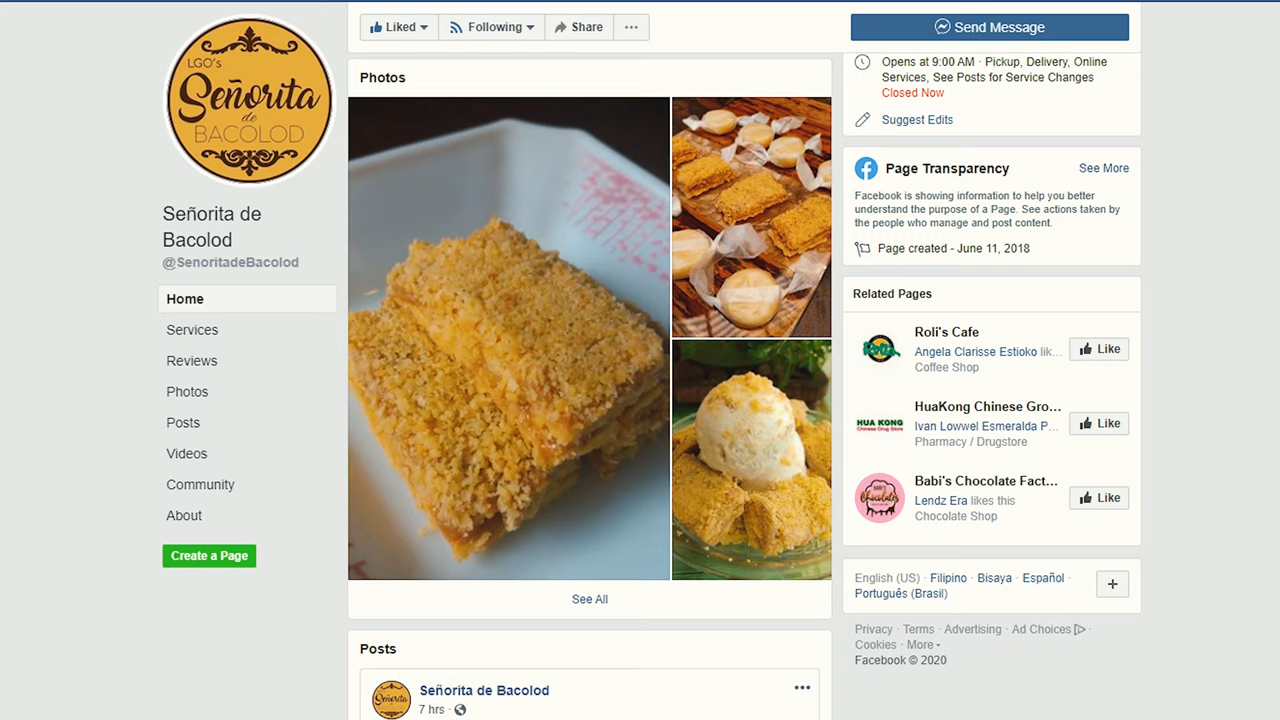 LGO's
Señorita
de
BACOLOD
Señorita de
Bacolod
@SenoritadeBacolod
Home
Services
Reviews
Photos
Posts
Videos
Community
About
Create a Page
Liked
Following
Share
Photos
See All
Posts
Señorita de Bacolod
7 hrs ·
Send Message
Opens at 9:00 AM · Pickup, Delivery, Online
Services, See Posts for Service Changes
Closed Now
Suggest Edits
Page Transparency
See More
Facebook is showing information to help you better
understand the purpose of a Page. See actions taken by
the people who manage and post content.
Page created - June 11, 2018
Related Pages
Roli's Cafe
Angela Clarisse Estioko lik...
Coffee Shop
Like
HUA KONG
Chinese Drug Store
HuaKong Chinese Gro...
Ivan Lowwel Esmeralda P...
Pharmacy / Drugstore
Like
Chocolates
Babi's Chocolate Fact...
Lendz Era likes this
Chocolate Shop
Like
English (US) · Filipino · Bisaya · Español ·
Português (Brasil)
Privacy · Terms · Advertising · Ad Choices ·
Cookies · More
Facebook © 2020